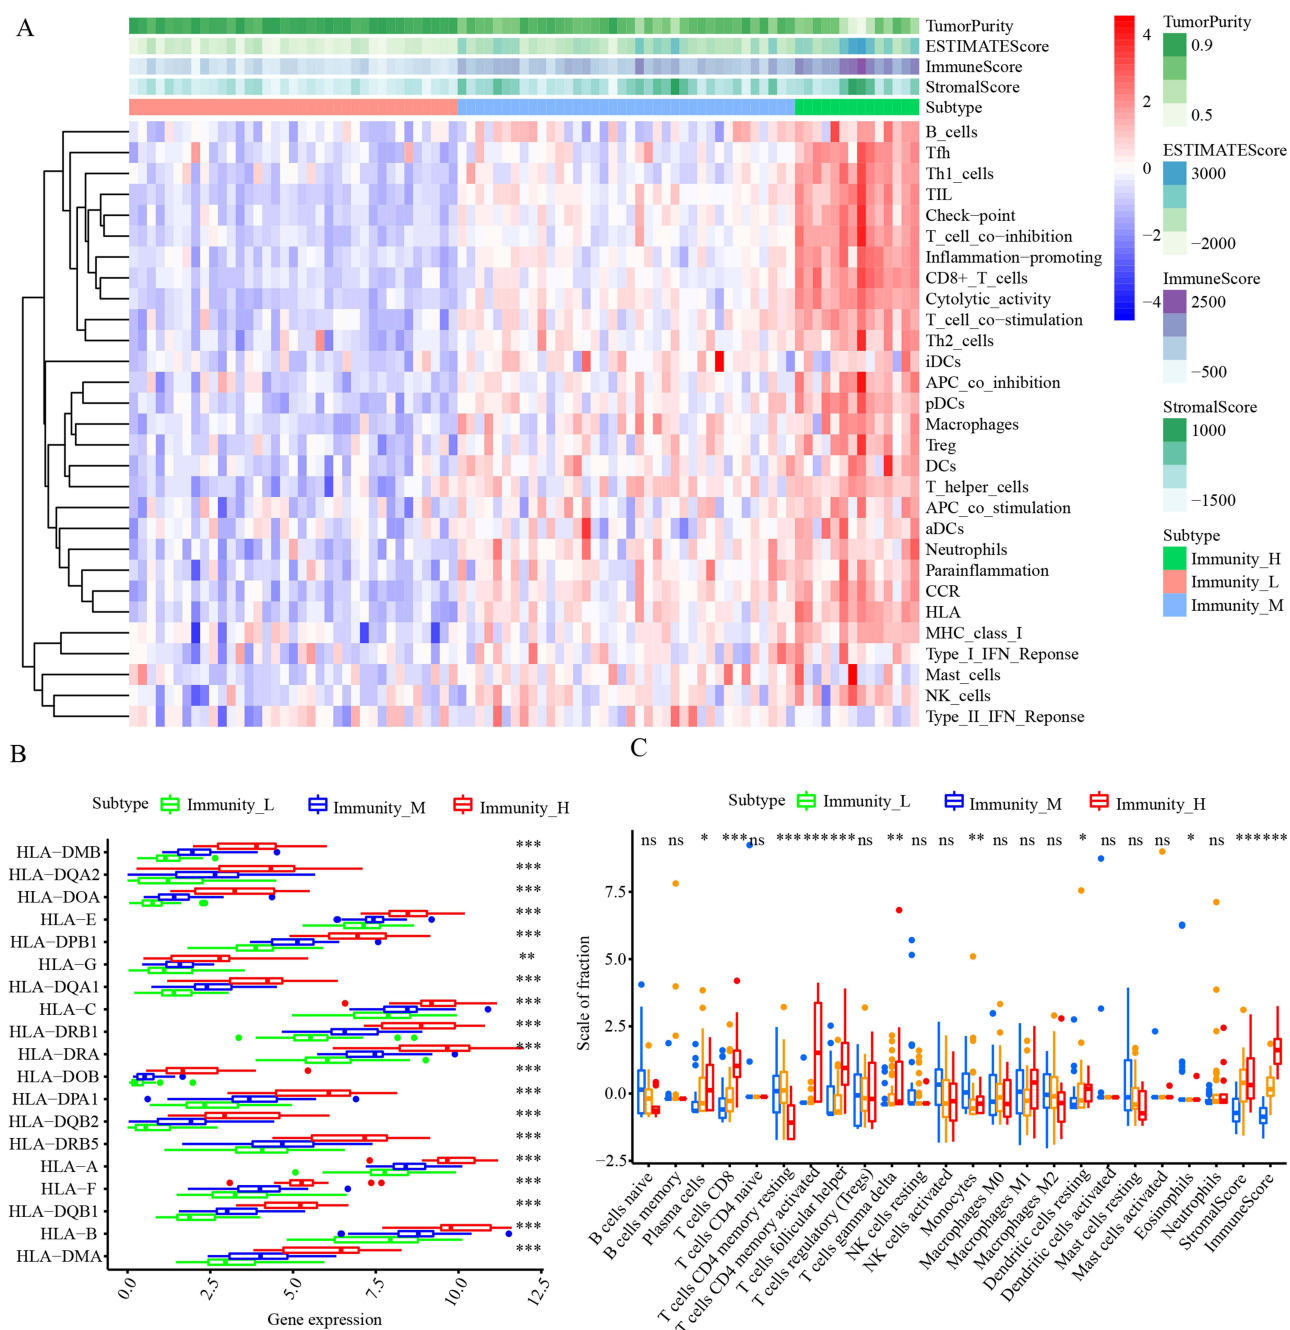 A
TumorPurity
ESTIMATEScore
ImmuneScore
StromalScore
Subtype
B_cells
Tfh
Th1_cells
TIL
Check−point
T_cell_co−inhibition
Inflammation−promoting
CD8+_T_cells
Cytolytic_activity
T_cell_co−stimulation
Th2_cells
iDCs
APC_co_inhibition
pDCs
Macrophages
Treg
DCs
T_helper_cells
APC_co_stimulation
aDCs
Neutrophils
Parainflammation
CCR
HLA
MHC_class_I
Type_I_IFN_Reponse
Mast_cells
NK_cells
Type_II_IFN_Reponse
4
2
0
−2
−4
TumorPurity
0.9
0.5
ESTIMATEScore
3000
−2000
ImmuneScore
2500
−500
StromalScore
1000
−1500
Subtype
Immunity_H
Immunity_L
Immunity_M
B
Subtype Immunity_L Immunity_M Immunity_H
HLA−DMB ***
HLA−DQA2 ***
HLA−DOA ***
HLA−E ***
HLA−DPB1 ***
HLA−G **
HLA−DQA1 ***
HLA−C ***
HLA−DRB1 ***
HLA−DRA ***
HLA−DOB ***
HLA−DPA1 ***
HLA−DQB2 ***
HLA−DRB5 ***
HLA−A ***
HLA−F ***
HLA−DQB1 ***
HLA−B ***
HLA−DMA ***
0.0 2.5 5.0 7.5 10.0 12.5
Gene expression
C
Subtype Immunity_L Immunity_M Immunity_H
ns ns * *** ns *** *** *** ns ** ns ns ** ns ns ns * ns ns ns * ns *** ***
7.5
5.0
2.5
0.0
−2.5
Scale of fraction
B cells naive
B cells memory
Plasma cells
T cells CD8
T cells CD4 naive
T cells CD4 memory resting
T cells CD4 memory activated
T cells follicular helper
T cells regulatory (Tregs)
T cells gamma delta
NK cells resting
NK cells activated
Monocytes
Macrophages M0
Macrophages M1
Macrophages M2
Dendritic cells resting
Dendritic cells activated
Mast cells resting
Mast cells activated
Eosinophils
Neutrophils
StromalScore
ImmuneScore